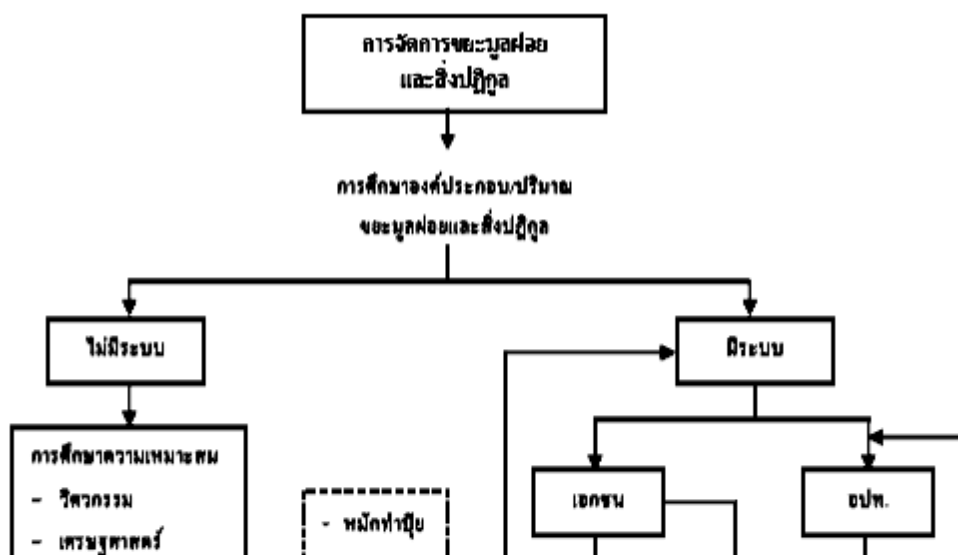 การจัดการขยะมูลฝอย
และสิ่งปฏิกูล
การศึกษาองค์ประกอบ/ปริมาณ
ขยะมูลฝอยและสิ่งปฏิกูล
ไม่มีระบบ
มีระบบ
การศึกษาความเหมาะสม
- วิศวกรรม
- เศรษฐศาสตร์
- หมักทำปุ๋ย
เอกชน
อปท.